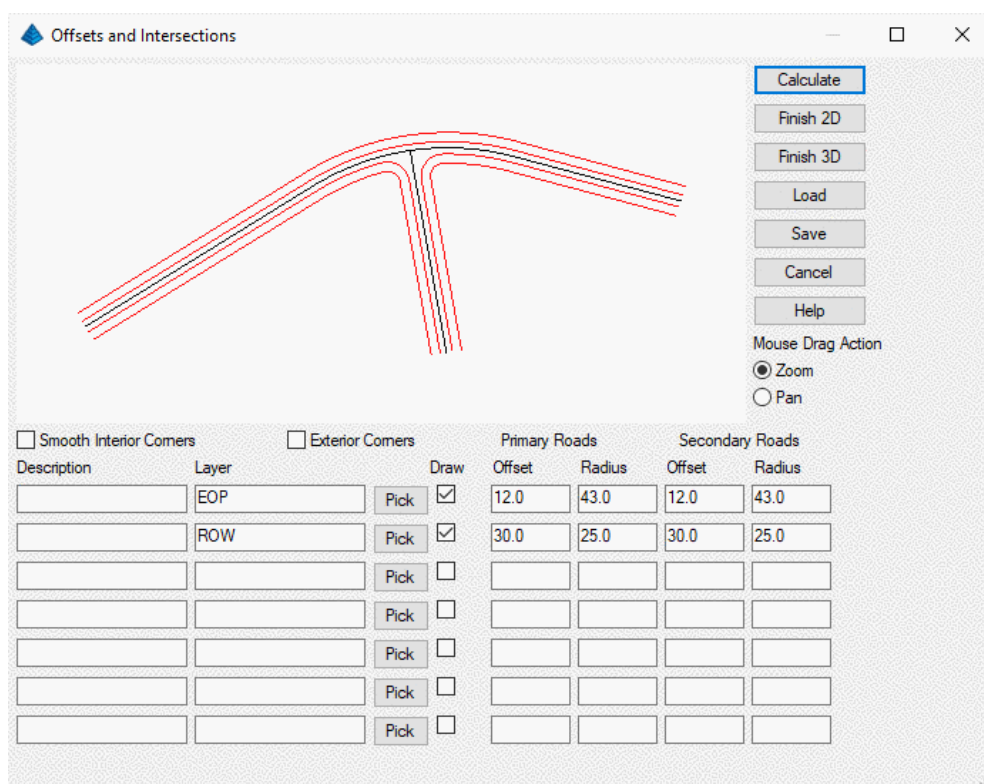 Offsets and Intersections
Calculate
Finish 2D
Finish 3D
Load
Save
Cancel
Help
Mouse Drag Action
Zoom
Pan
Smooth Interior Corners Exterior Corners Primary Roads Secondary Roads
Description Layer Draw Offset Radius Offset Radius
EOP Pick 12.0 43.0 12.0 43.0
ROW Pick 30.0 25.0 30.0 25.0
Pick
Pick
Pick
Pick
Pick